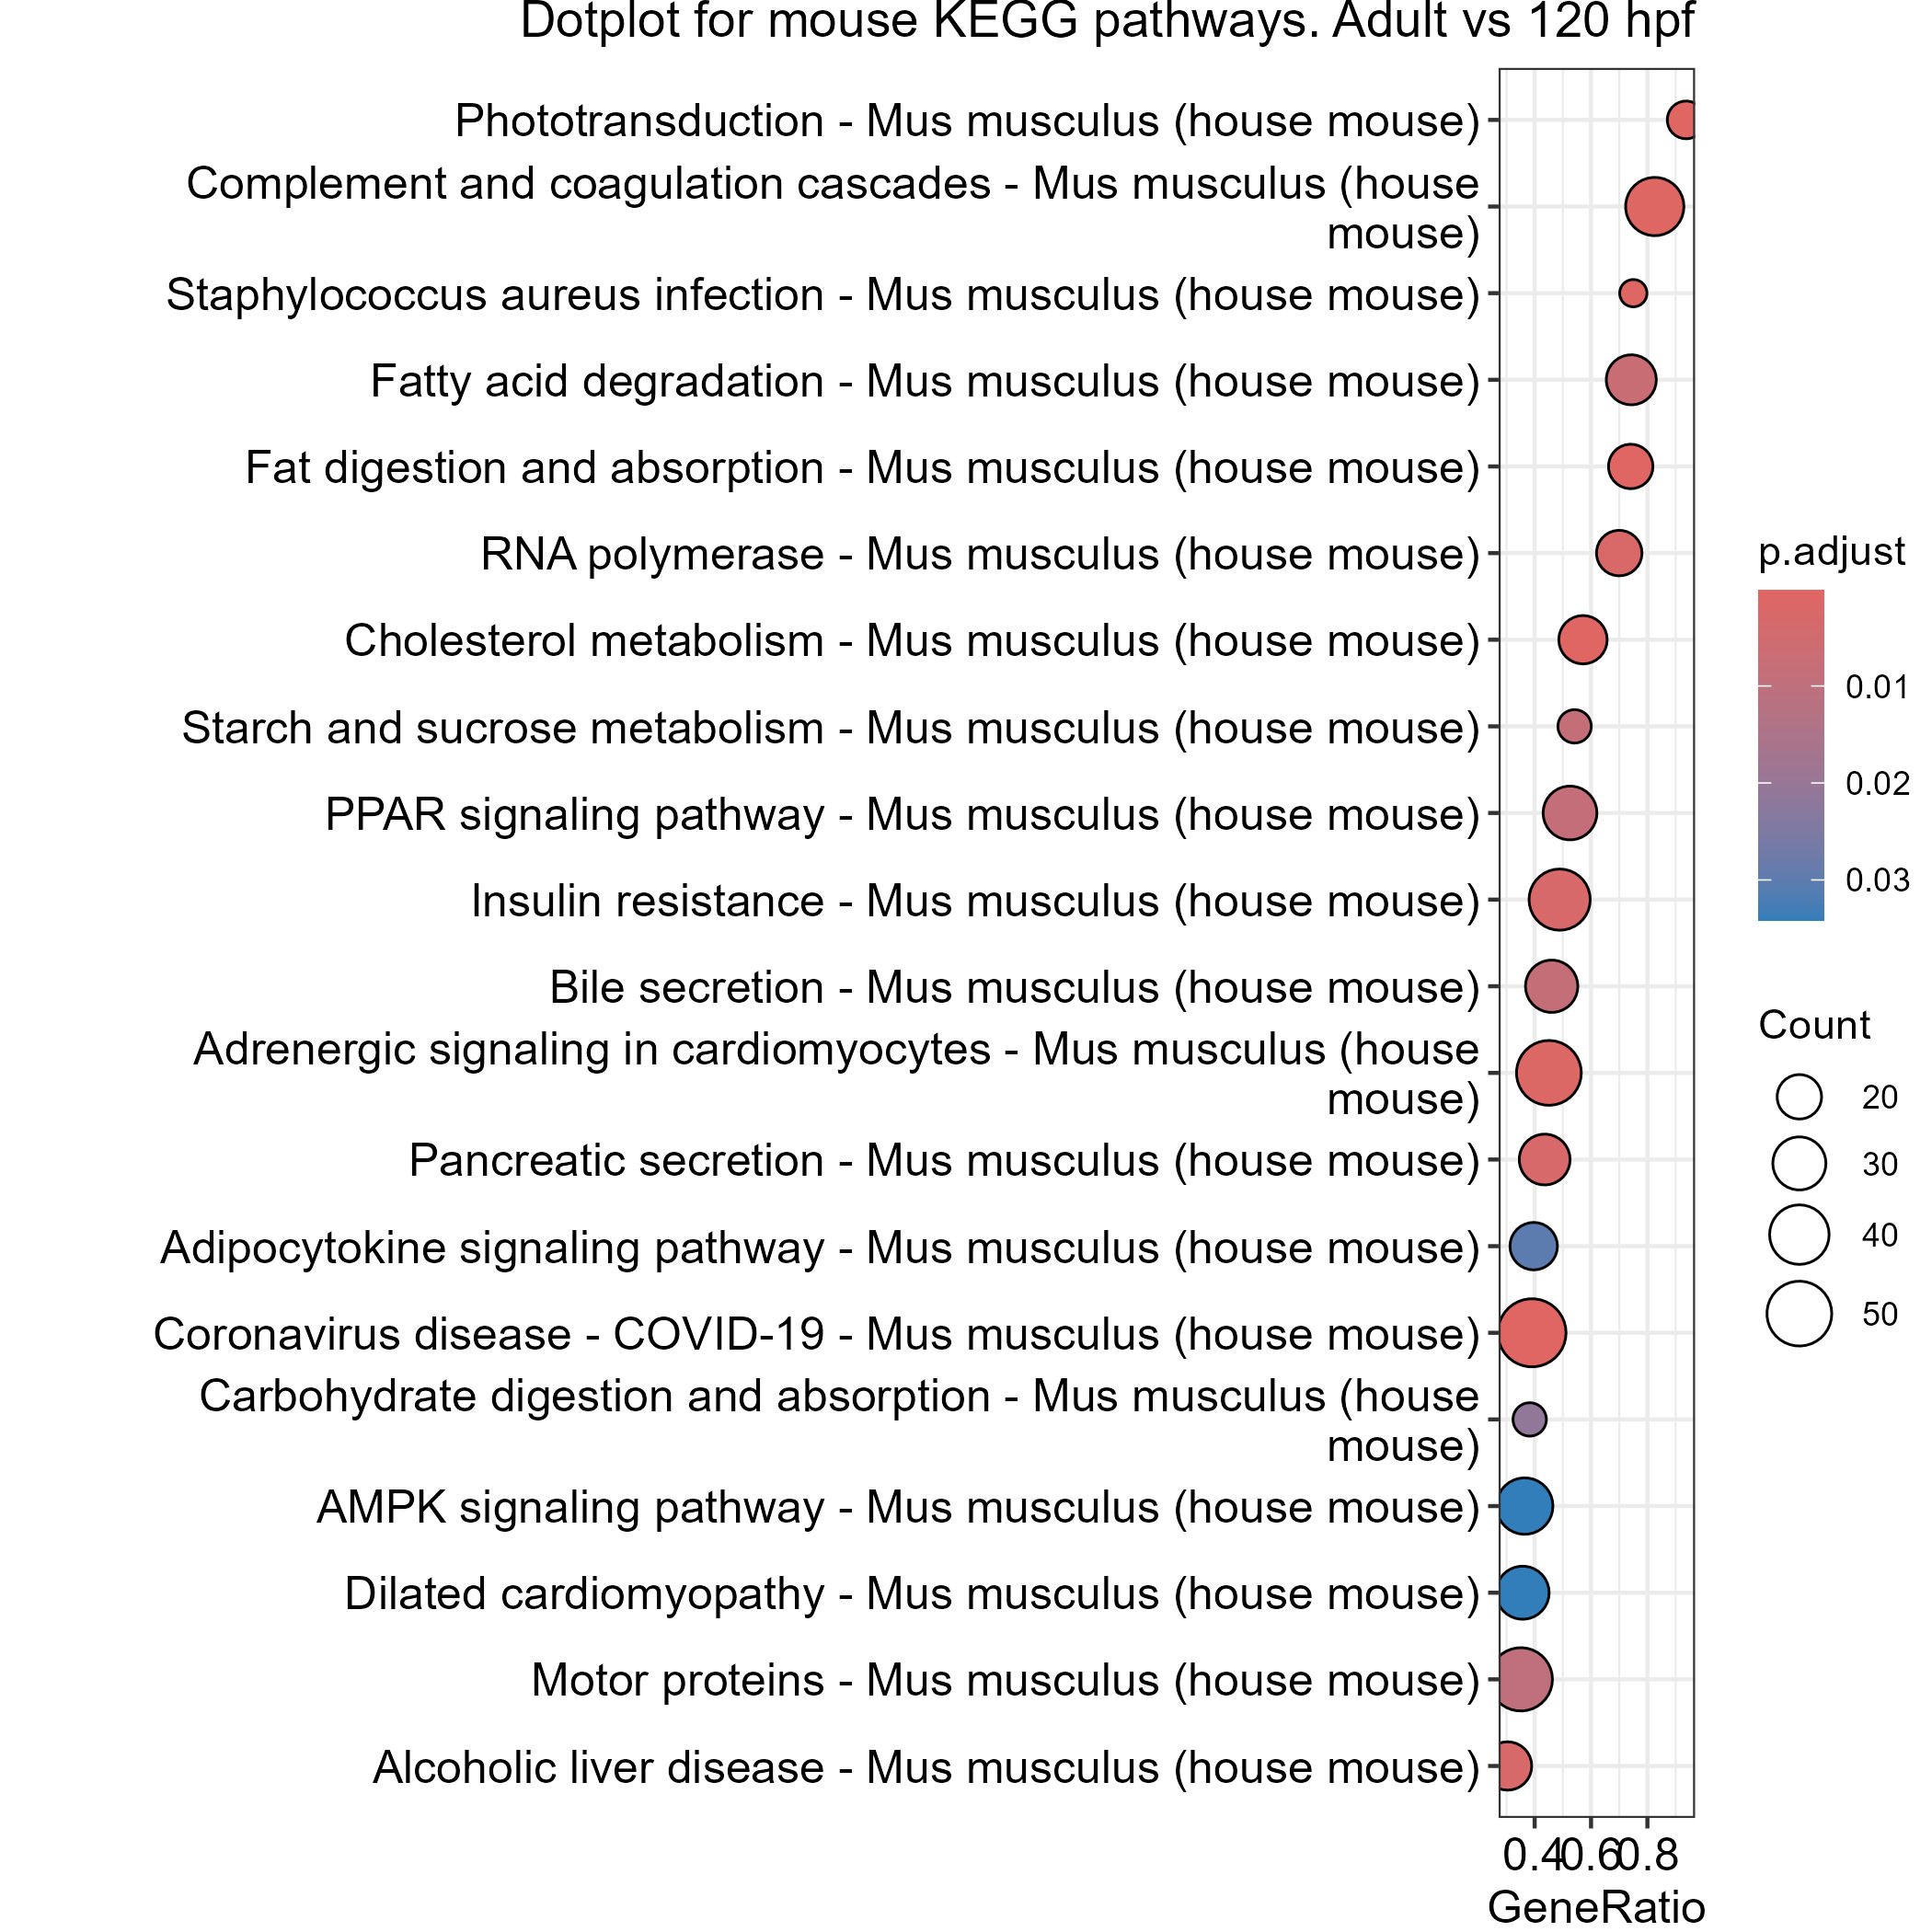 Dotplot for mouse KEGG pathways. Adult vs 120 hpf
Phototransduction - Mus musculus (house mouse)
Complement and coagulation cascades - Mus musculus (house
mouse)
Staphylococcus aureus infection - Mus musculus (house mouse)
Fatty acid degradation - Mus musculus (house mouse)
Fat digestion and absorption - Mus musculus (house mouse)
RNA polymerase - Mus musculus (house mouse)
Cholesterol metabolism - Mus musculus (house mouse)
Starch and sucrose metabolism - Mus musculus (house mouse)
PPAR signaling pathway - Mus musculus (house mouse)
Insulin resistance - Mus musculus (house mouse)
Bile secretion - Mus musculus (house mouse)
Adrenergic signaling in cardiomyocytes - Mus musculus (house
mouse)
Pancreatic secretion - Mus musculus (house mouse)
Adipocytokine signaling pathway - Mus musculus (house mouse)
Coronavirus disease - COVID-19 - Mus musculus (house mouse)
Carbohydrate digestion and absorption - Mus musculus (house
mouse)
AMPK signaling pathway - Mus musculus (house mouse)
Dilated cardiomyopathy - Mus musculus (house mouse)
Motor proteins - Mus musculus (house mouse)
Alcoholic liver disease - Mus musculus (house mouse)
0.4 0.6 0.8
GeneRatio
p.adjust
0.01
0.02
0.03
Count
20
30
40
50